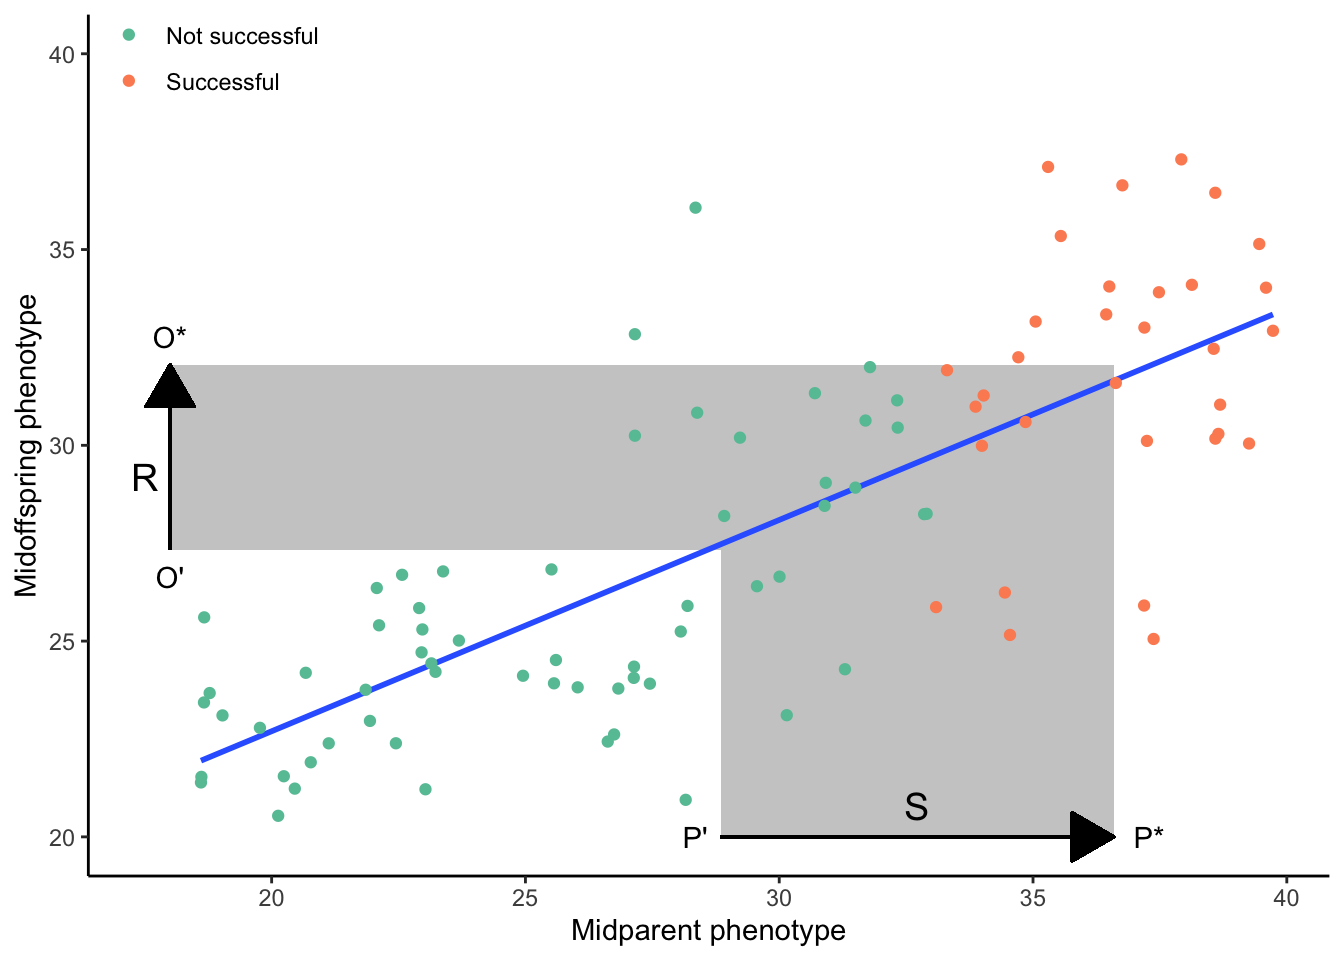 Not successful
Successful
40
35
30
25
20
Midoffspring phenotype
O*
R
O'
S
P'
P*
20
25
30
35
40
Midparent phenotype